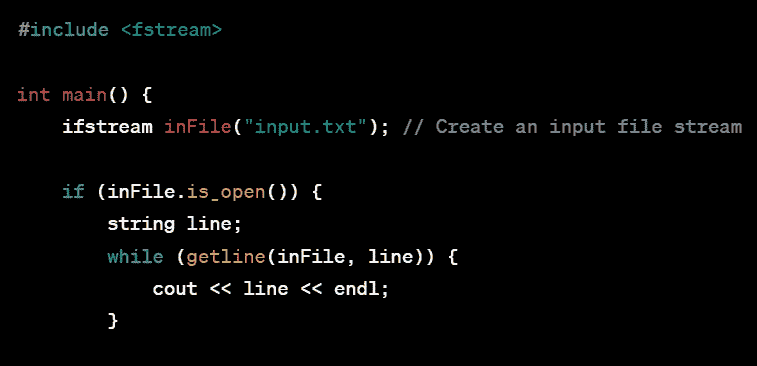 #include <fstream>
int main() {
    ifstream inFile("input.txt"); // Create an input file stream
    if (inFile.is_open()) {
        string line;
        while (getline(inFile, line)) {
            cout << line << endl;
        }